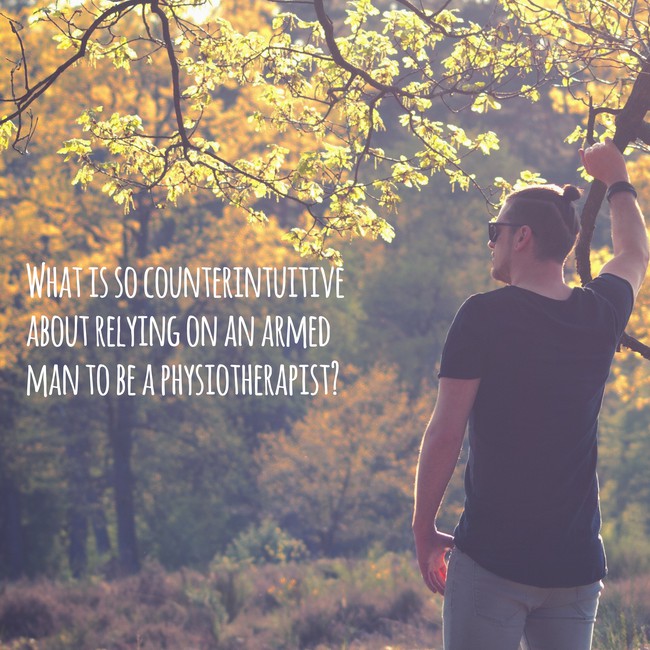 What is so counterintuitive
about relying on an armed
man to be a physiotherapist?